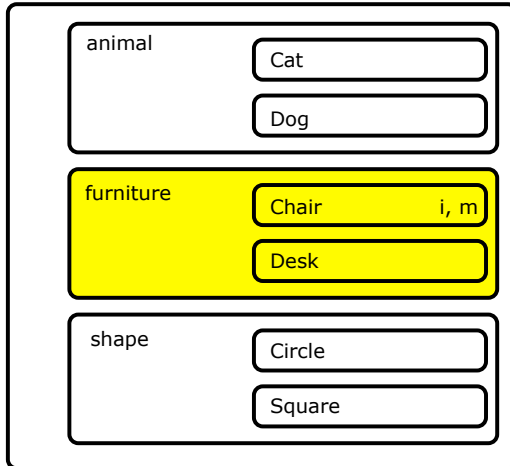 animal
Cat
Dog
furniture
Chair i, m
Desk
shape
Circle
Square